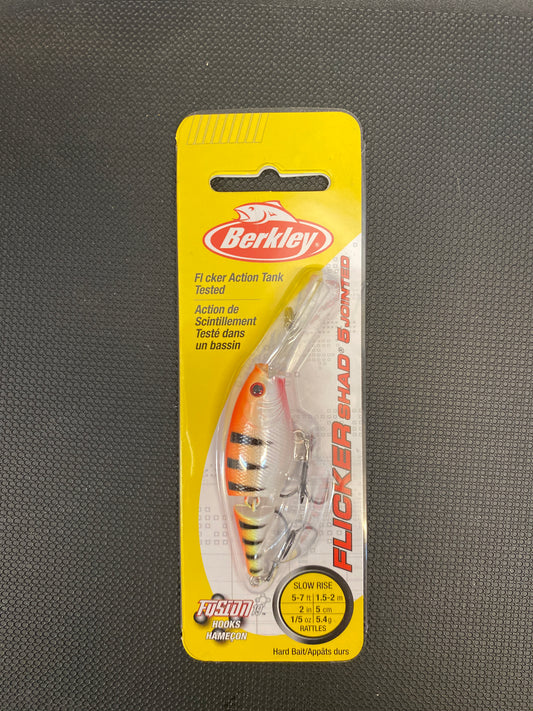 Berkley
Fl cker Action Tank
Tested
Action de
Scintillement
Testé dans
un bassin
FLICKER SHAD® 5 JOINTED
SLOW RISE
5-7 ft 1.5-2 m
2 in 5 cm
1/5 oz 5.4g
RATTLES
FUSION 19™
HOOKS
HAMEÇON
Hard Bait/Appâts durs